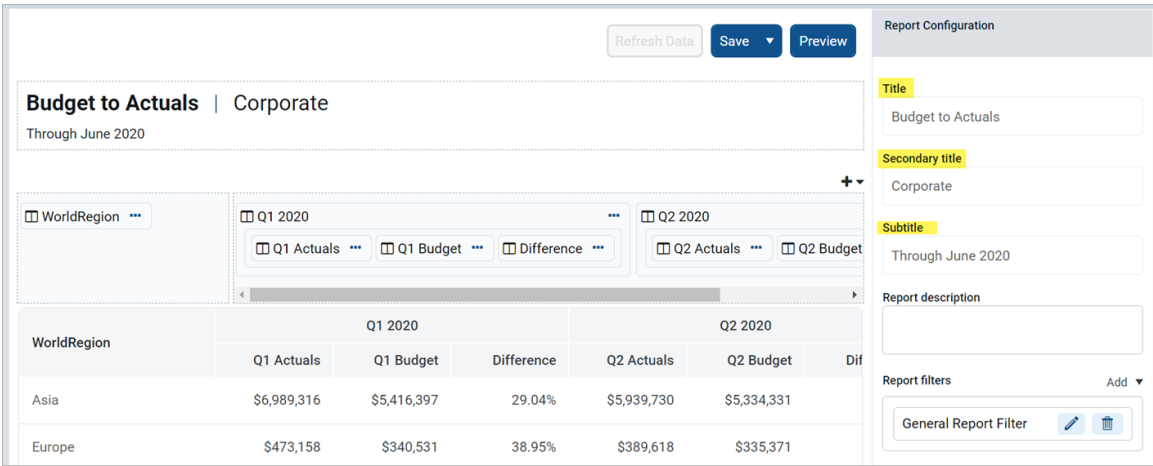 Refresh Data
Save
Preview
Budget to Actuals | Corporate
Through June 2020
WorldRegion
Q1 2020
Q2 2020
Q1 Actuals
Q1 Budget
Difference
Q2 Actuals
Q2 Budget
WorldRegion
Q1 2020
Q2 2020
Q1 Actuals Q1 Budget Difference Q2 Actuals Q2 Budget Dif
Asia $6,989,316 $5,416,397 29.04% $5,939,730 $5,334,331
Europe $473,158 $340,531 38.95% $389,618 $335,371
Report Configuration
Title
Budget to Actuals
Secondary title
Corporate
Subtitle
Through June 2020
Report description
Report filters
Add
General Report Filter